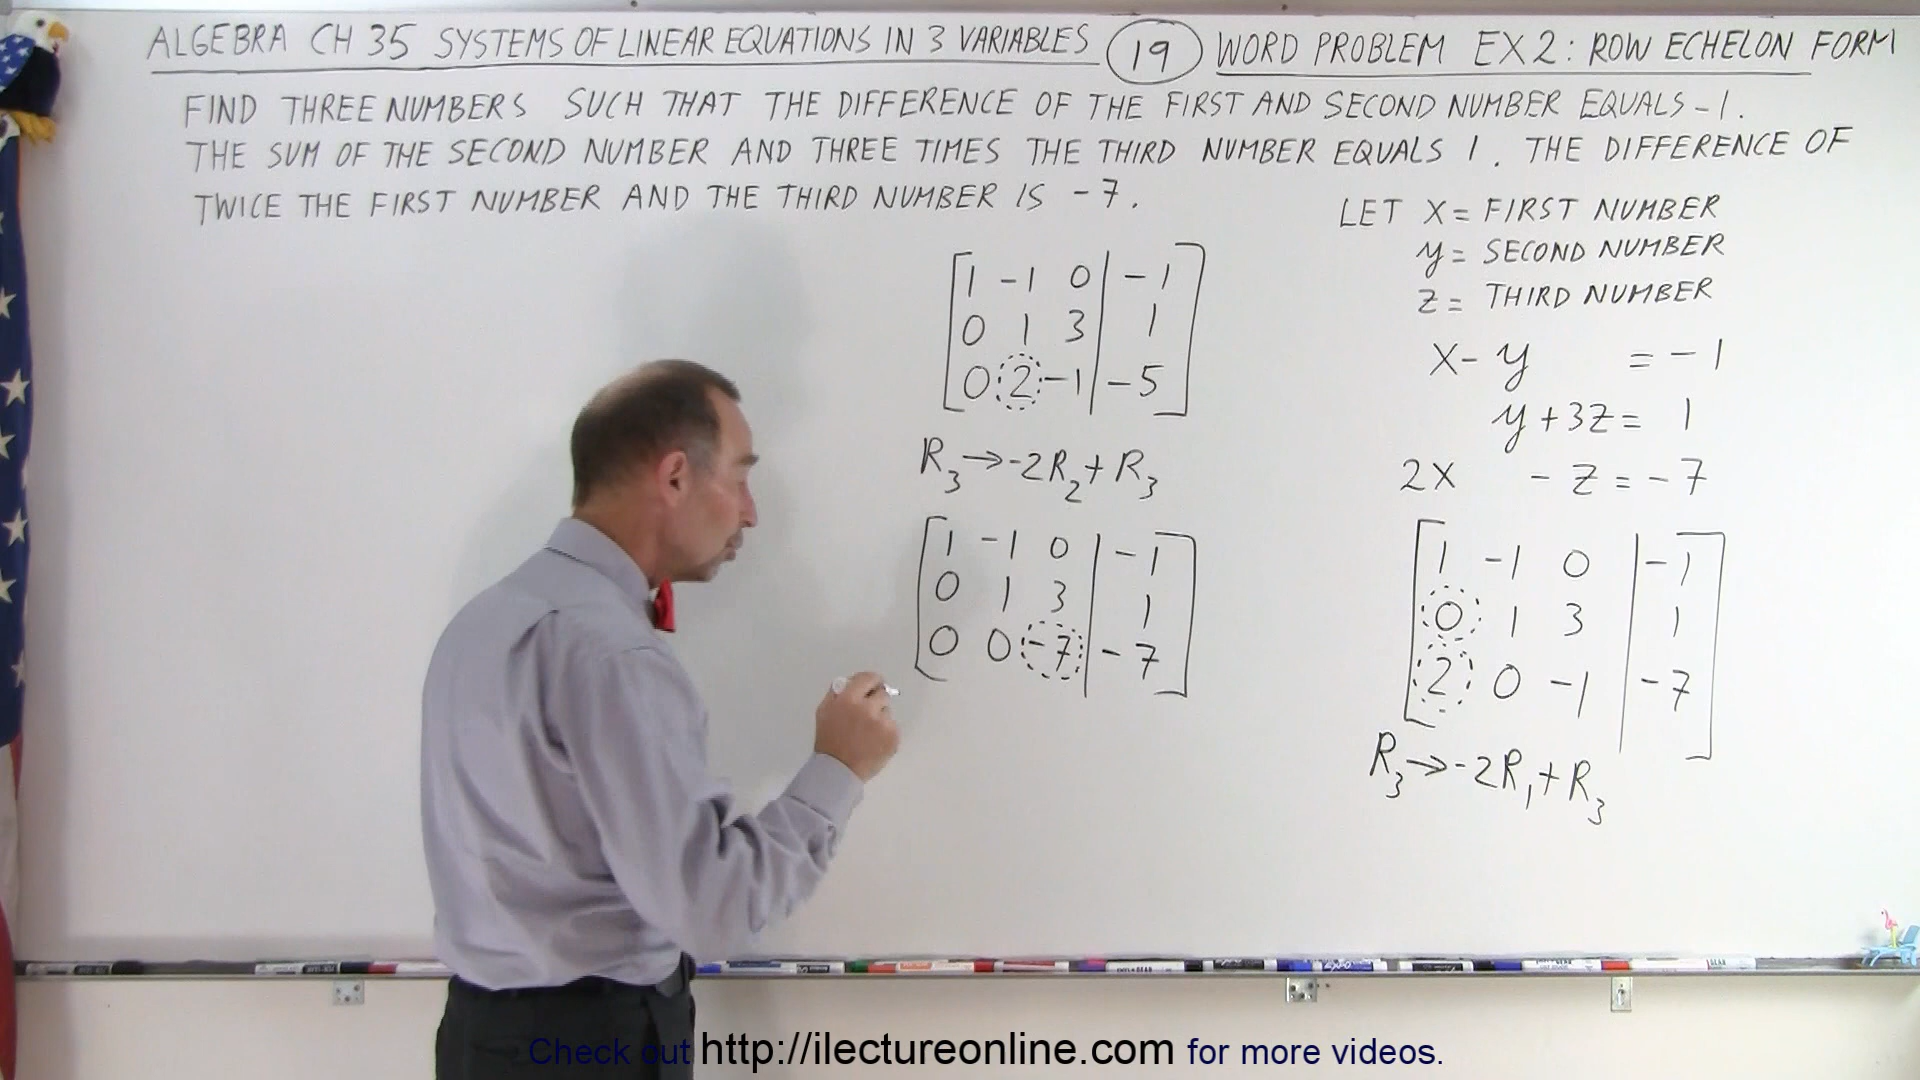 ALGEBRA CH 35 SYSTEMS OF LINEAR EQUATIONS IN 3 VARIABLES 19 WORD PROBLEM EX 2: ROW ECHELON FORM
FIND THREE NUMBERS SUCH THAT THE DIFFERENCE OF THE FIRST AND SECOND NUMBER EQUALS -1.
THE SUM OF THE SECOND NUMBER AND THREE TIMES THE THIRD NUMBER EQUALS 1. THE DIFFERENCE OF
TWICE THE FIRST NUMBER AND THE THIRD NUMBER IS -7.
1 -1 0 | -1
0 1 3 | 1
0 2 -1 | -5
R3→-2R2+R3
1 -1 0 | -1
0 1 3 | 1
0 0 -7 | -7
LET X = FIRST NUMBER
y = SECOND NUMBER
Z = THIRD NUMBER
X - y = -1
y + 3Z = 1
2X - Z = -7
1 -1 0 | -1
0 1 3 | 1
2 0 -1 | -7
R3→-2R1+R3
Check out http://ilectureonline.com for more videos.